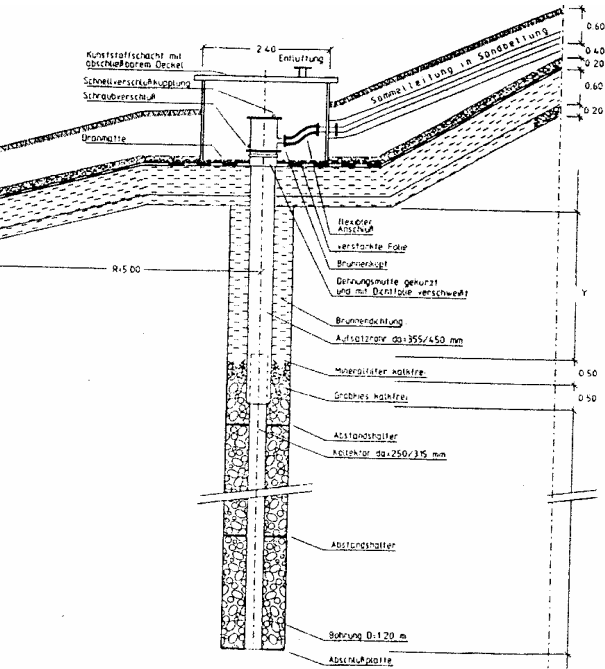 2.40
Kunststoffschacht mit
abschließbarem Deckel
Entlüftung
Schnellverschlußkupplung
Schraubverschluß
Dränmatte
Sammelleitung in Sandbettung
0.60
0.40
0.20
0.60
0.20
flexibler
Anschluß
verstärkte Folie
Brunnenkopf
Dehnungsmuffe gekürzt
und mit Dichtfolie verschweißt
R=5.00
Y
Brunnendichtung
Aufsatzrohr da=355/450 mm
Mineralfilter kalkfrei
0.50
Grobkies kalkfrei
0.50
Abstandshalter
Kollektor da=250/315 mm
Abstandshalter
Bohrung D=1.20 m
Abschlußplatte